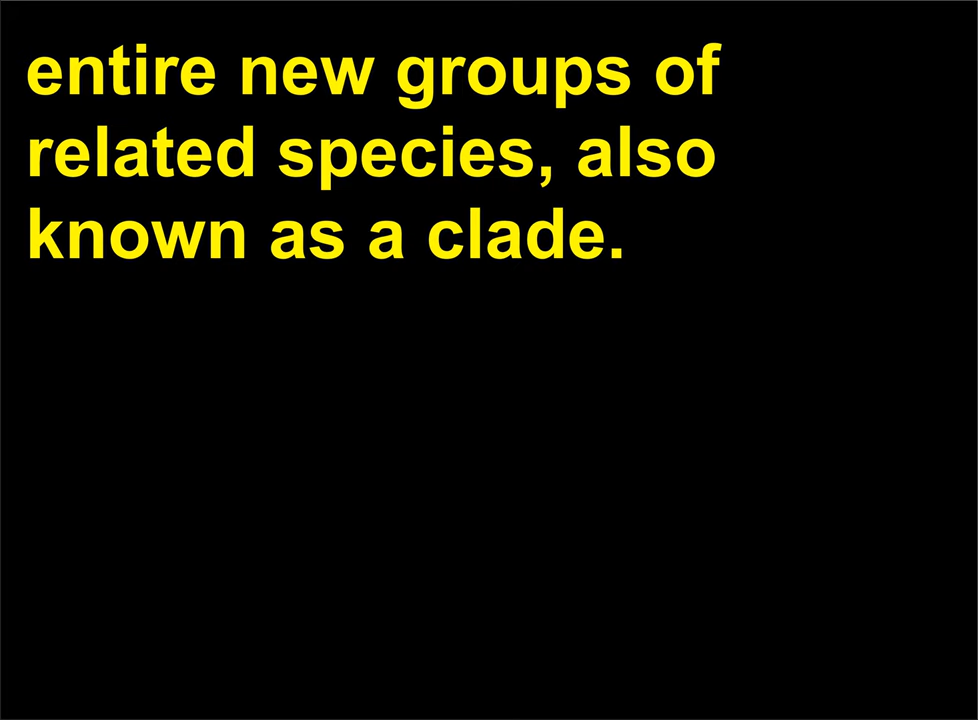 entire new groups of
related species, also
known as a clade.